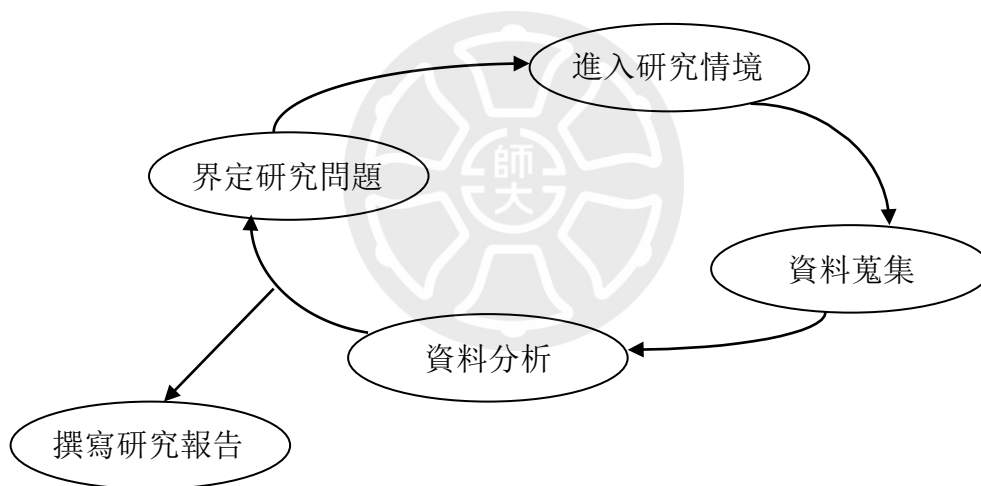 進入研究情境
界定研究問題
師大
資料蒐集
資料分析
撰寫研究報告